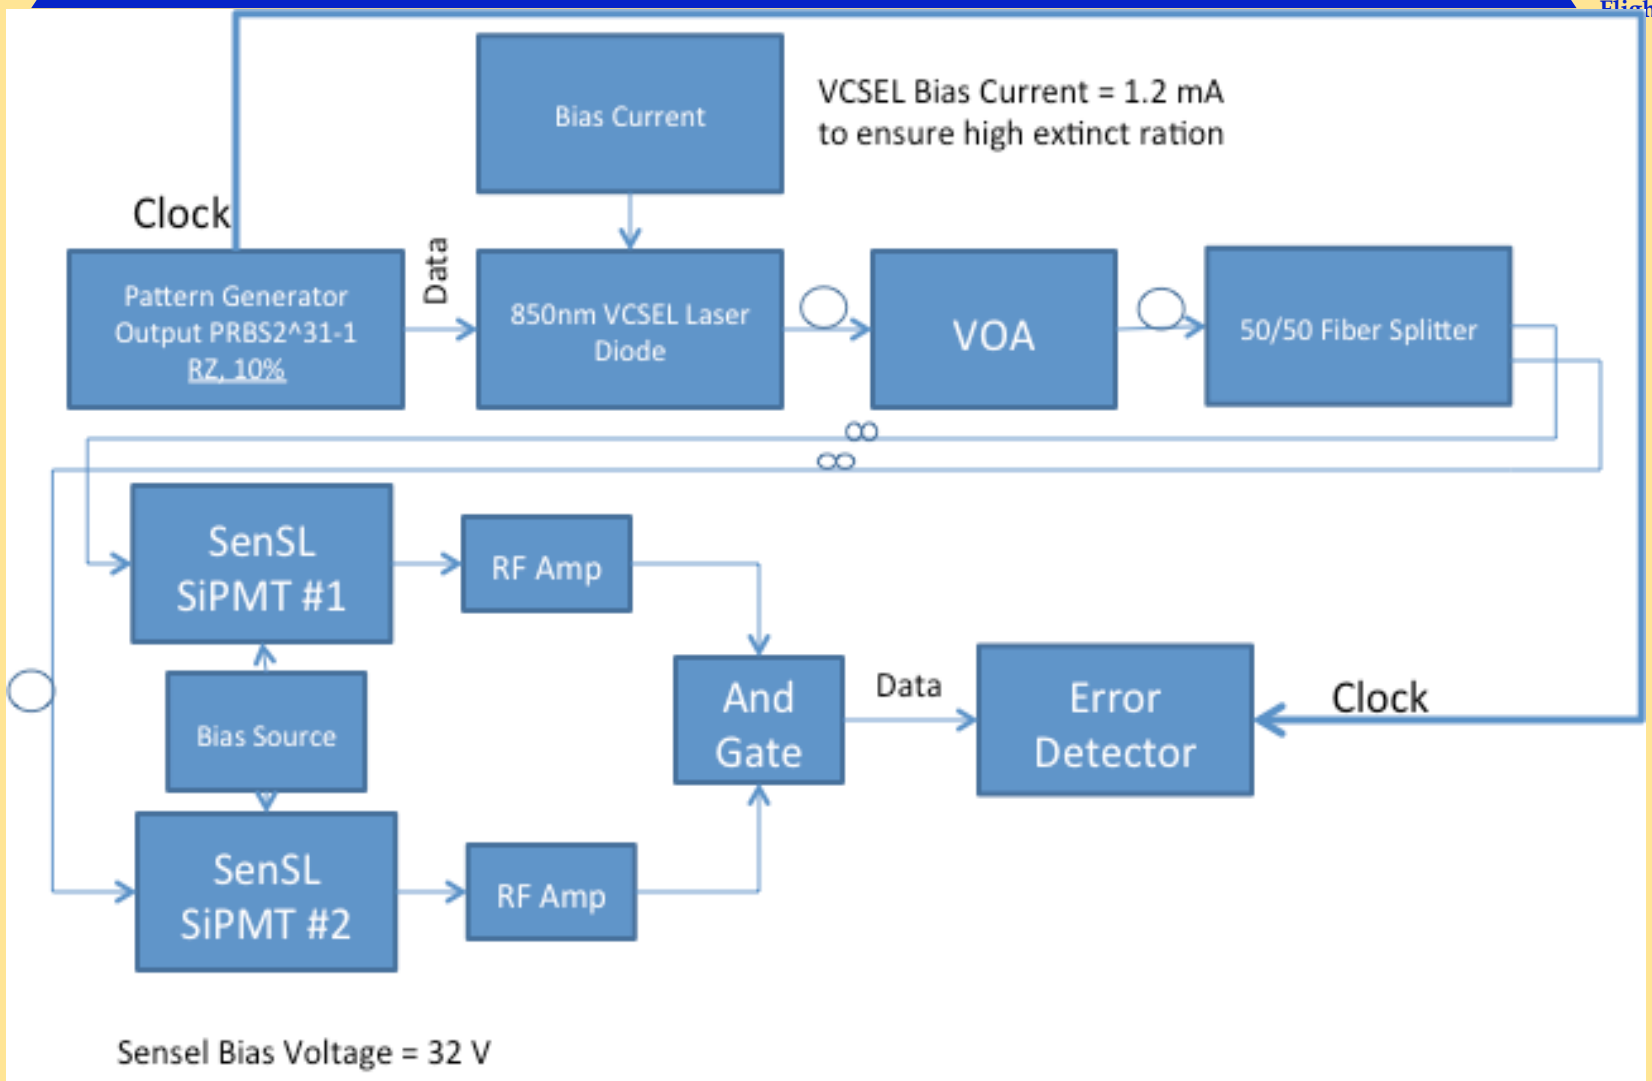 Fligh
Bias Current
VCSEL Bias Current = 1.2 mA
to ensure high extinct ration
Clock
Pattern Generator
Output PRBS2^31-1
RZ, 10%
Data
850nm VCSEL Laser
Diode
VOA
50/50 Fiber Splitter
SenSL
SiPMT #1
RF Amp
Bias Source
And
Gate
Data
Error
Detector
Clock
SenSL
SiPMT #2
RF Amp
Sensel Bias Voltage = 32 V